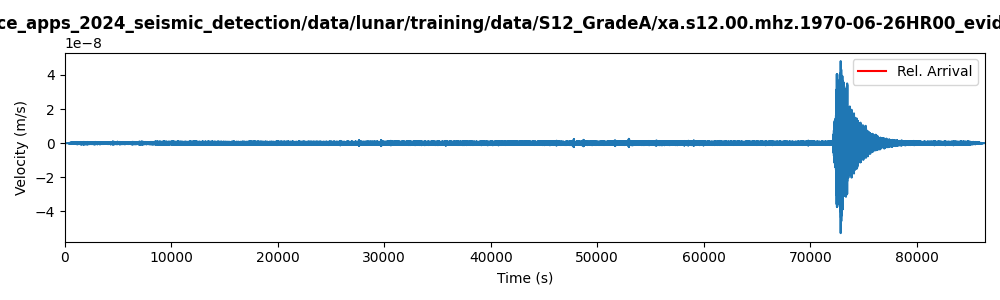 ce_apps_2024_seismic_detection/data/lunar/training/data/S12_GradeA/xa.s12.00.mhz.1970-06-26HR00_evid
1e−8
Rel. Arrival
4
2
0
−2
−4
Velocity (m/s)
0 10000 20000 30000 40000 50000 60000 70000 80000
Time (s)